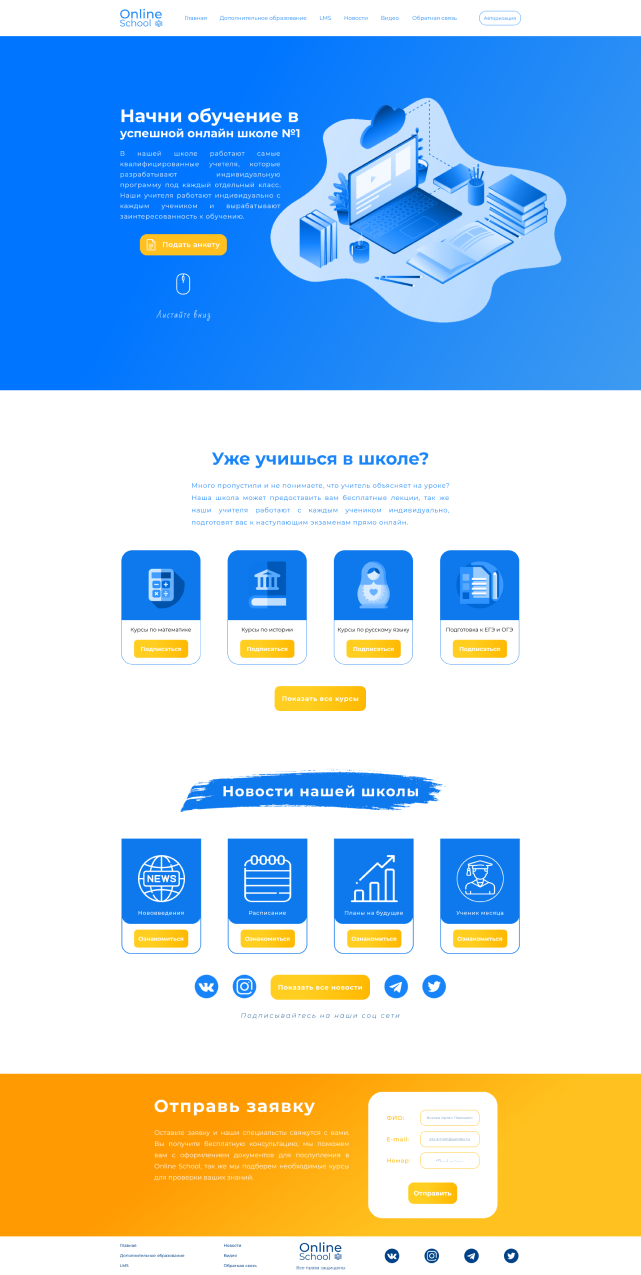 Online
School
Главная Дополнительное образование LMS Новости Видео Обратная связь Авторизация
Начни обучение в
успешной онлайн школе №1
В нашей школе работают самые
квалифицированные учетеля, которые
разрабатывают индивидуальную
программу под каждый отдельный класс.
Наши учителя работают индивидуально с
каждым учеником и вырабатывают
заинтересованность к обучению.
Подать анкету
Листайте вниз
Уже учишься в школе?
Много пропустили и не понимаете, что учитель объясняет на уроке?
Наша школа может предоставить вам бесплатные лекции, так же
наши учителя работают с каждым учеником индивидуально,
подготовят вас к наступающим экзаменам прямо онлайн.
Курсы по математике Курсы по истории Курсы по русскому языку Подготовка к ЕГЭ и ОГЭ
Подписаться Подписаться Подписаться Подписаться
Показать все курсы
Новости нашей школы
NEWS
Нововведения Расписание Планы на будущее Ученик месяца
Ознакомиться Ознакомиться Ознакомиться Ознакомиться
Показать все новости
Подписывайтесь на наши соц сети
Отправь заявку
Оставьте заявку и наши специальсты свяжутся с вами.
Вы получите бесплатную консультацию, мы поможем
вам с оформлением документов для поступления в
Online School, так же мы подберем необходимые курсы
для проверки ваших знаний.
ФИО:
E-mail:
Номер:
Отправить
Главная
Дополнительное образование
LMS
Новости
Видео
Обратная связь
Online
School
Все права защищены